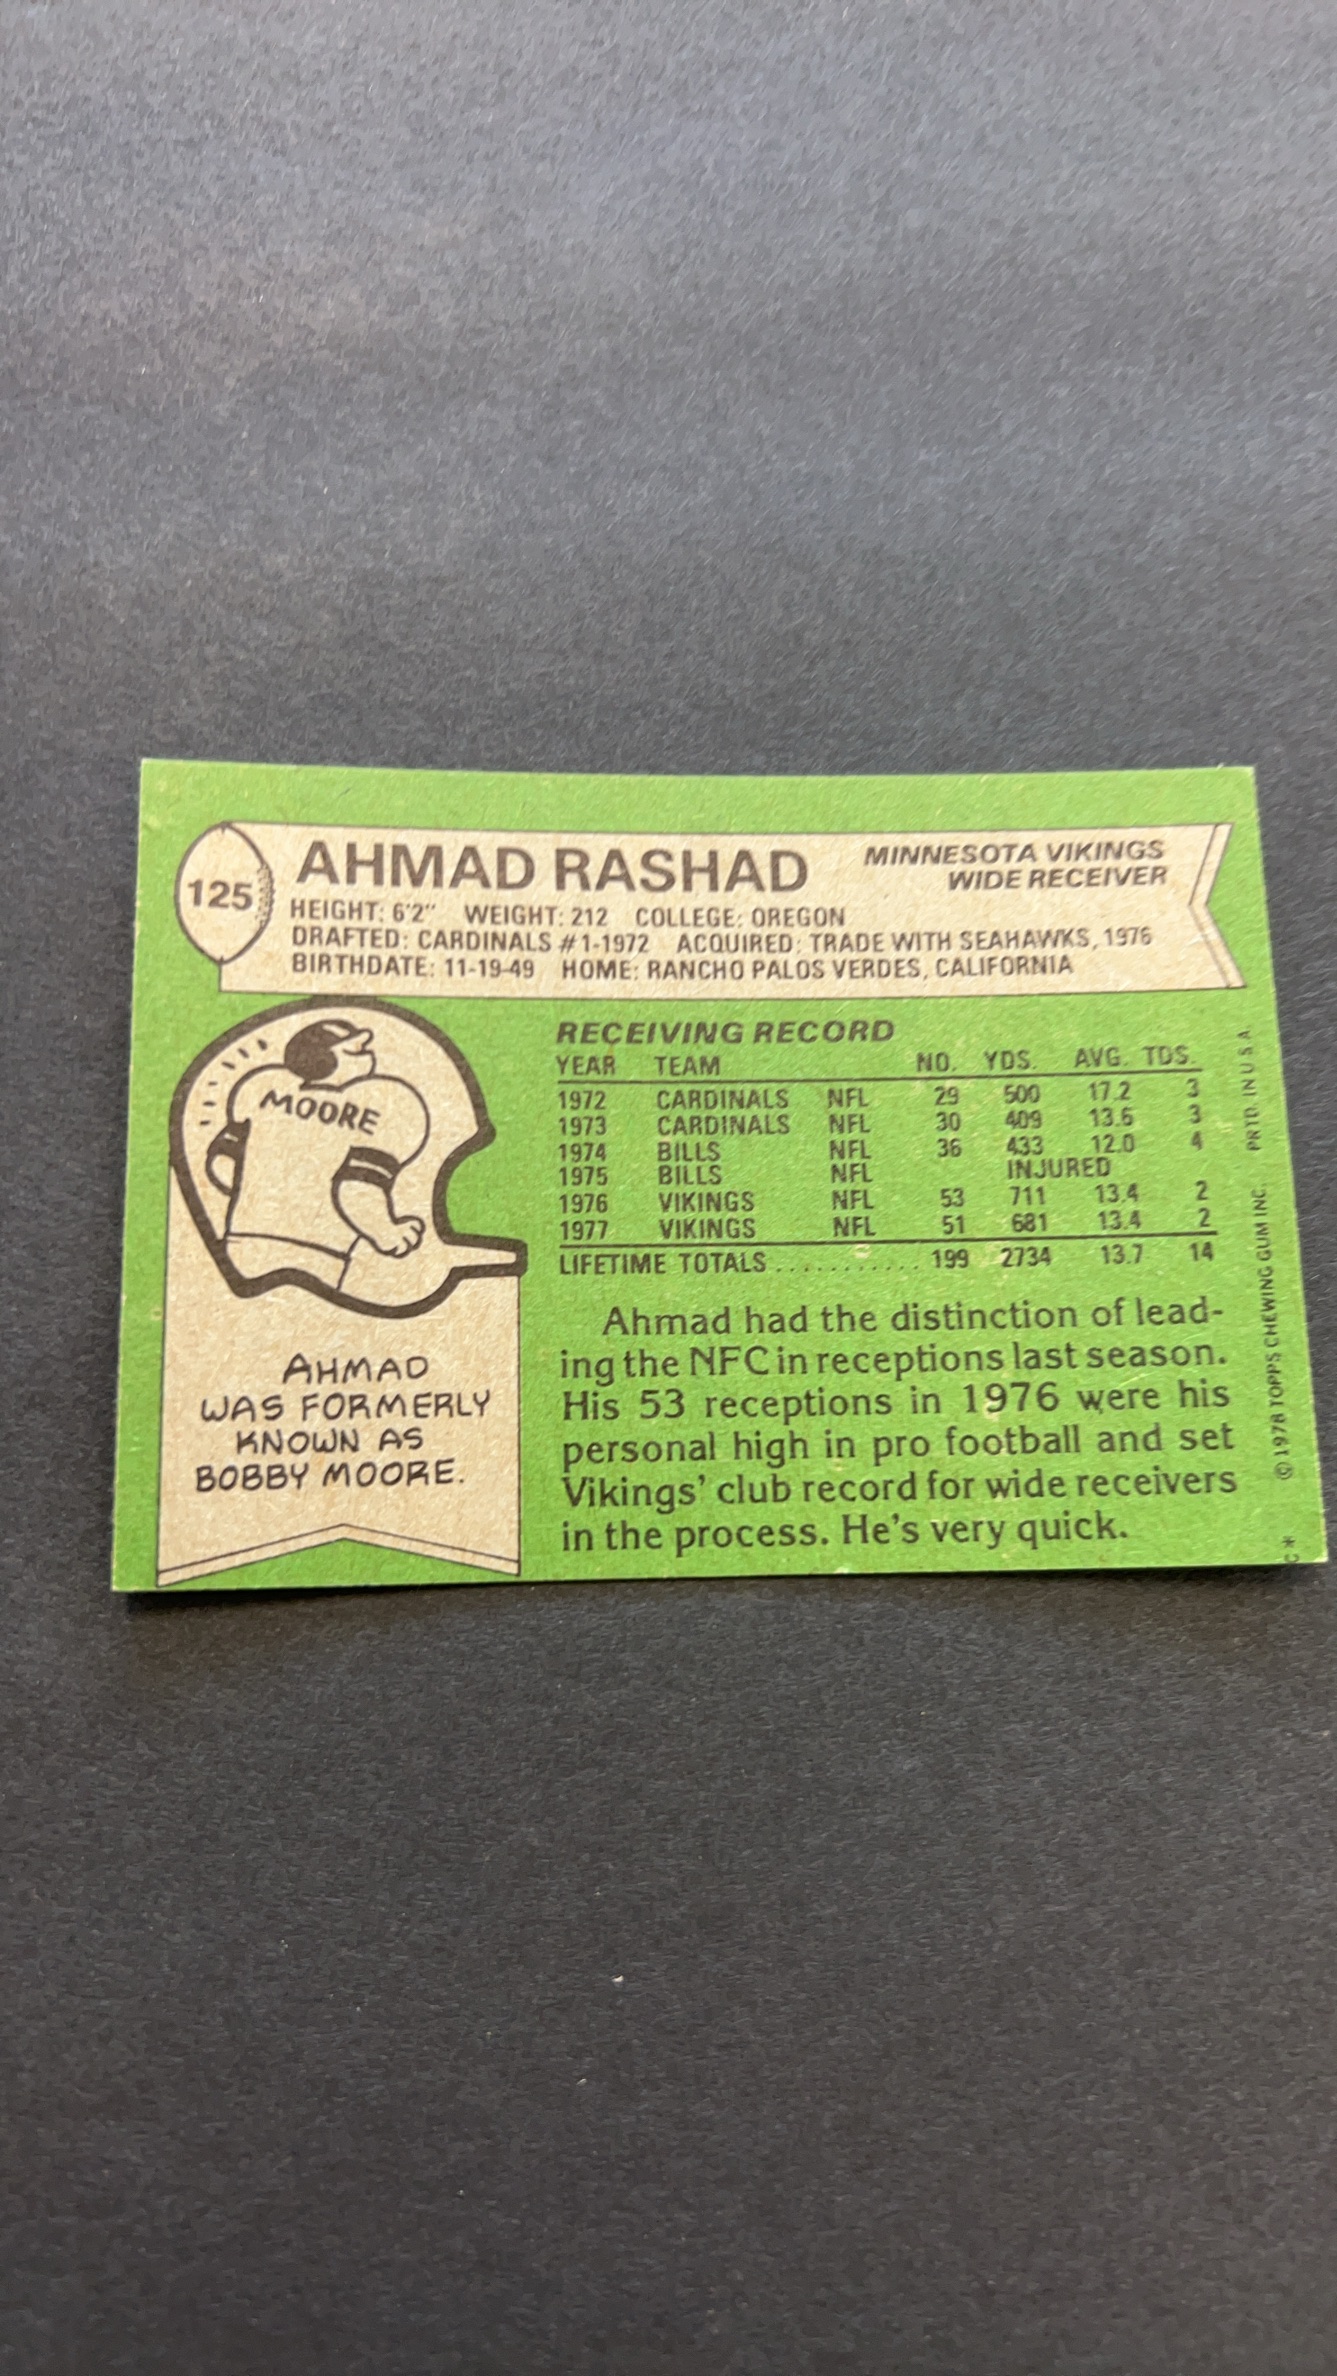 125
AHMAD RASHAD
MINNESOTA VIKINGS
WIDE RECEIVER
HEIGHT: 6'2" WEIGHT: 212 COLLEGE: OREGON
DRAFTED: CARDINALS #1-1972 ACQUIRED: TRADE WITH SEAHAWKS, 1976
BIRTHDATE: 11-19-49 HOME: RANCHO PALOS VERDES, CALIFORNIA
MOORE
AHMAD
WAS FORMERLY
KNOWN AS
BOBBY MOORE.
RECEIVING RECORD
YEAR TEAM NO. YDS. AVG. TDS.
1972 CARDINALS NFL 29 500 17.2 3
1973 CARDINALS NFL 30 409 13.6 3
1974 BILLS NFL 36 433 12.0 4
1975 BILLS NFL INJURED
1976 VIKINGS NFL 53 711 13.4 2
1977 VIKINGS NFL 51 681 13.4 2
LIFETIME TOTALS............ 199 2734 13.7 14
Ahmad had the distinction of lead-
ing the NFC in receptions last season.
His 53 receptions in 1976 were his
personal high in pro football and set
Vikings' club record for wide receivers
in the process. He's very quick.
C* © 1978 TOPPS CHEWING GUM INC. PRTD. IN U S A